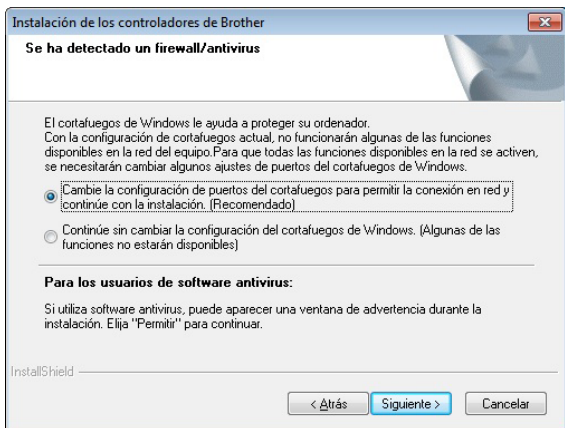 Instalación de los controladores de Brother
Se ha detectado un firewall/antivirus
El cortafuegos de Windows le ayuda a proteger su ordenador.
Con la configuración de cortafuegos actual, no funcionarán algunas de las funciones
disponibles en la red del equipo.Para que todas las funciones disponibles en la red se activen,
se necesitarán cambiar algunos ajustes de puertos del cortafuegos de Windows.
Cambie la configuración de puertos del cortafuegos para permitir la conexión en red y
continúe con la instalación. (Recomendado)
Continúe sin cambiar la configuración del cortafuegos de Windows. (Algunas de las
funciones no estarán disponibles)
Para los usuarios de software antivirus:
Si utiliza software antivirus, puede aparecer una ventana de advertencia durante la
instalación. Elija "Permitir" para continuar.
InstallShield
< Atrás Siguiente > Cancelar